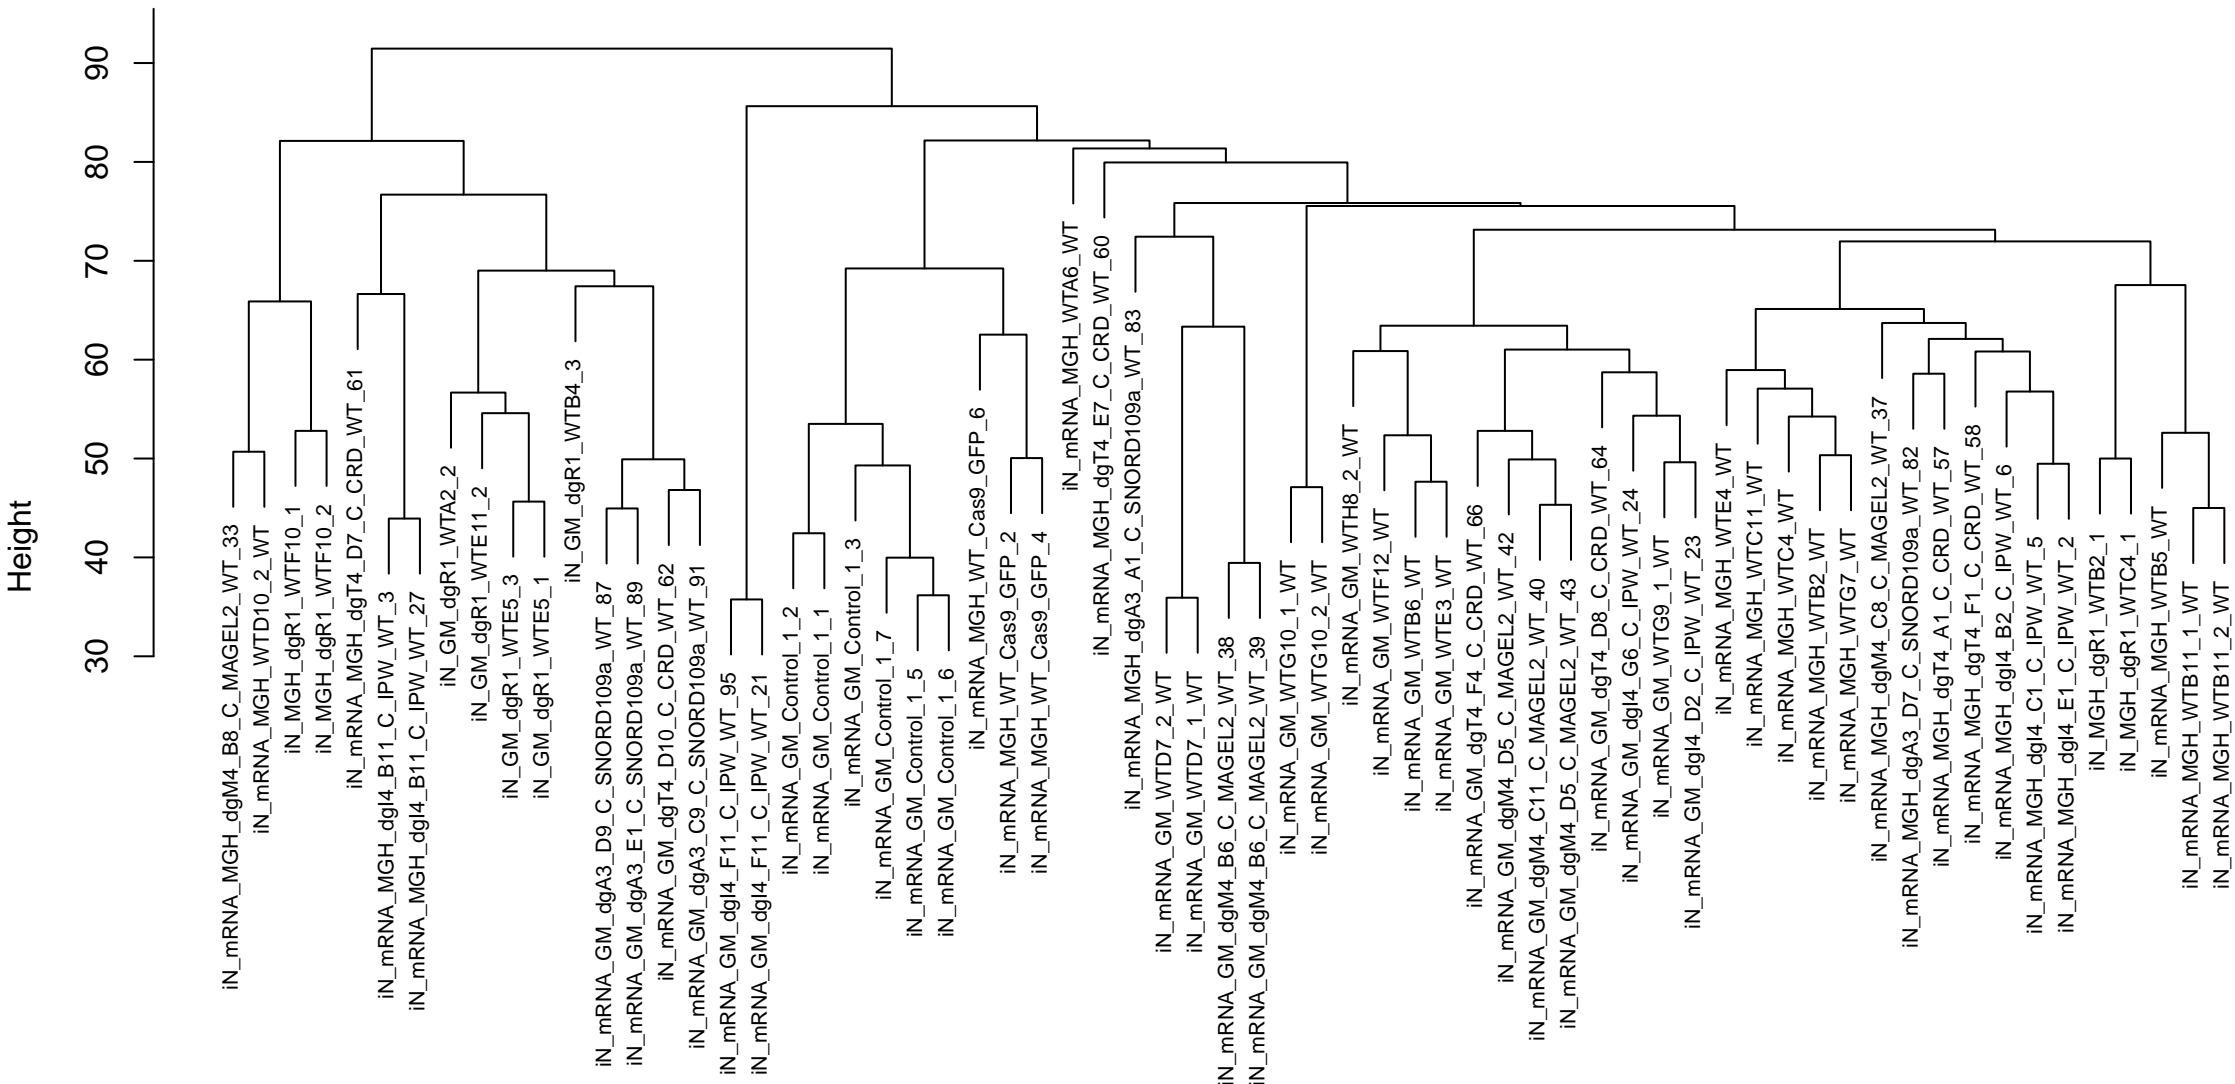 Height
90
80
70
60
50
40
30
iN_mRNA_MGH_dgM4_B8_C_MAGEL2_WT_33
iN_mRNA_MGH_WTD10_2_WT
iN_MGH_dgR1_WTF10_1
iN_MGH_dgR1_WTF10_2
iN_mRNA_MGH_dgT4_D7_C_CRD_WT_61
iN_mRNA_MGH_dgI4_B11_C_IPW_WT_3
iN_mRNA_MGH_dgI4_B11_C_IPW_WT_27
iN_GM_dgR1_WTA2_2
iN_GM_dgR1_WTE11_2
iN_GM_dgR1_WTE5_3
iN_GM_dgR1_WTE5_1
iN_GM_dgR1_WTB4_3
iN_mRNA_GM_dgA3_D9_C_SNORD109a_WT_87
iN_mRNA_GM_dgA3_E1_C_SNORD109a_WT_89
iN_mRNA_GM_dgT4_D10_C_CRD_WT_62
iN_mRNA_GM_dgA3_C9_C_SNORD109a_WT_91
iN_mRNA_GM_dgI4_F11_C_IPW_WT_95
iN_mRNA_GM_dgI4_F11_C_IPW_WT_21
iN_mRNA_GM_Control_1_2
iN_mRNA_GM_Control_1_1
iN_mRNA_GM_Control_1_3
iN_mRNA_GM_Control_1_7
iN_mRNA_GM_Control_1_5
iN_mRNA_GM_Control_1_6
iN_mRNA_MGH_WT_Cas9_GFP_6
iN_mRNA_MGH_WT_Cas9_GFP_2
iN_mRNA_MGH_WT_Cas9_GFP_4
iN_mRNA_MGH_WTA6_WT
iN_mRNA_MGH_dgT4_E7_C_CRD_WT_60
iN_mRNA_MGH_dgA3_A1_C_SNORD109a_WT_83
iN_mRNA_GM_WTD7_2_WT
iN_mRNA_GM_WTD7_1_WT
iN_mRNA_GM_dgM4_B6_C_MAGEL2_WT_38
iN_mRNA_GM_dgM4_B6_C_MAGEL2_WT_39
iN_mRNA_GM_WTG10_1_WT
iN_mRNA_GM_WTG10_2_WT
iN_mRNA_GM_WTH8_2_WT
iN_mRNA_GM_WTF12_WT
iN_mRNA_GM_WTB6_WT
iN_mRNA_GM_WTE3_WT
iN_mRNA_GM_dgT4_F4_C_CRD_WT_66
iN_mRNA_GM_dgM4_D5_C_MAGEL2_WT_42
iN_mRNA_GM_dgM4_C11_C_MAGEL2_WT_40
iN_mRNA_GM_dgM4_D5_C_MAGEL2_WT_43
iN_mRNA_GM_dgT4_D8_C_CRD_WT_64
iN_mRNA_GM_dgI4_G6_C_IPW_WT_24
iN_mRNA_GM_WTG9_1_WT
iN_mRNA_GM_dgI4_D2_C_IPW_WT_23
iN_mRNA_MGH_WTE4_WT
iN_mRNA_MGH_WTC11_WT
iN_mRNA_MGH_WTC4_WT
iN_mRNA_MGH_WTB2_WT
iN_mRNA_MGH_WTG7_WT
iN_mRNA_MGH_dgM4_C8_C_MAGEL2_WT_37
iN_mRNA_MGH_dgA3_D7_C_SNORD109a_WT_82
iN_mRNA_MGH_dgT4_A1_C_CRD_WT_57
iN_mRNA_MGH_dgT4_F1_C_CRD_WT_58
iN_mRNA_MGH_dgI4_B2_C_IPW_WT_6
iN_mRNA_MGH_dgI4_C1_C_IPW_WT_5
iN_mRNA_MGH_dgI4_E1_C_IPW_WT_2
iN_MGH_dgR1_WTB2_1
iN_MGH_dgR1_WTC4_1
iN_mRNA_MGH_WTB5_WT
iN_mRNA_MGH_WTB11_1_WT
iN_mRNA_MGH_WTB11_2_WT